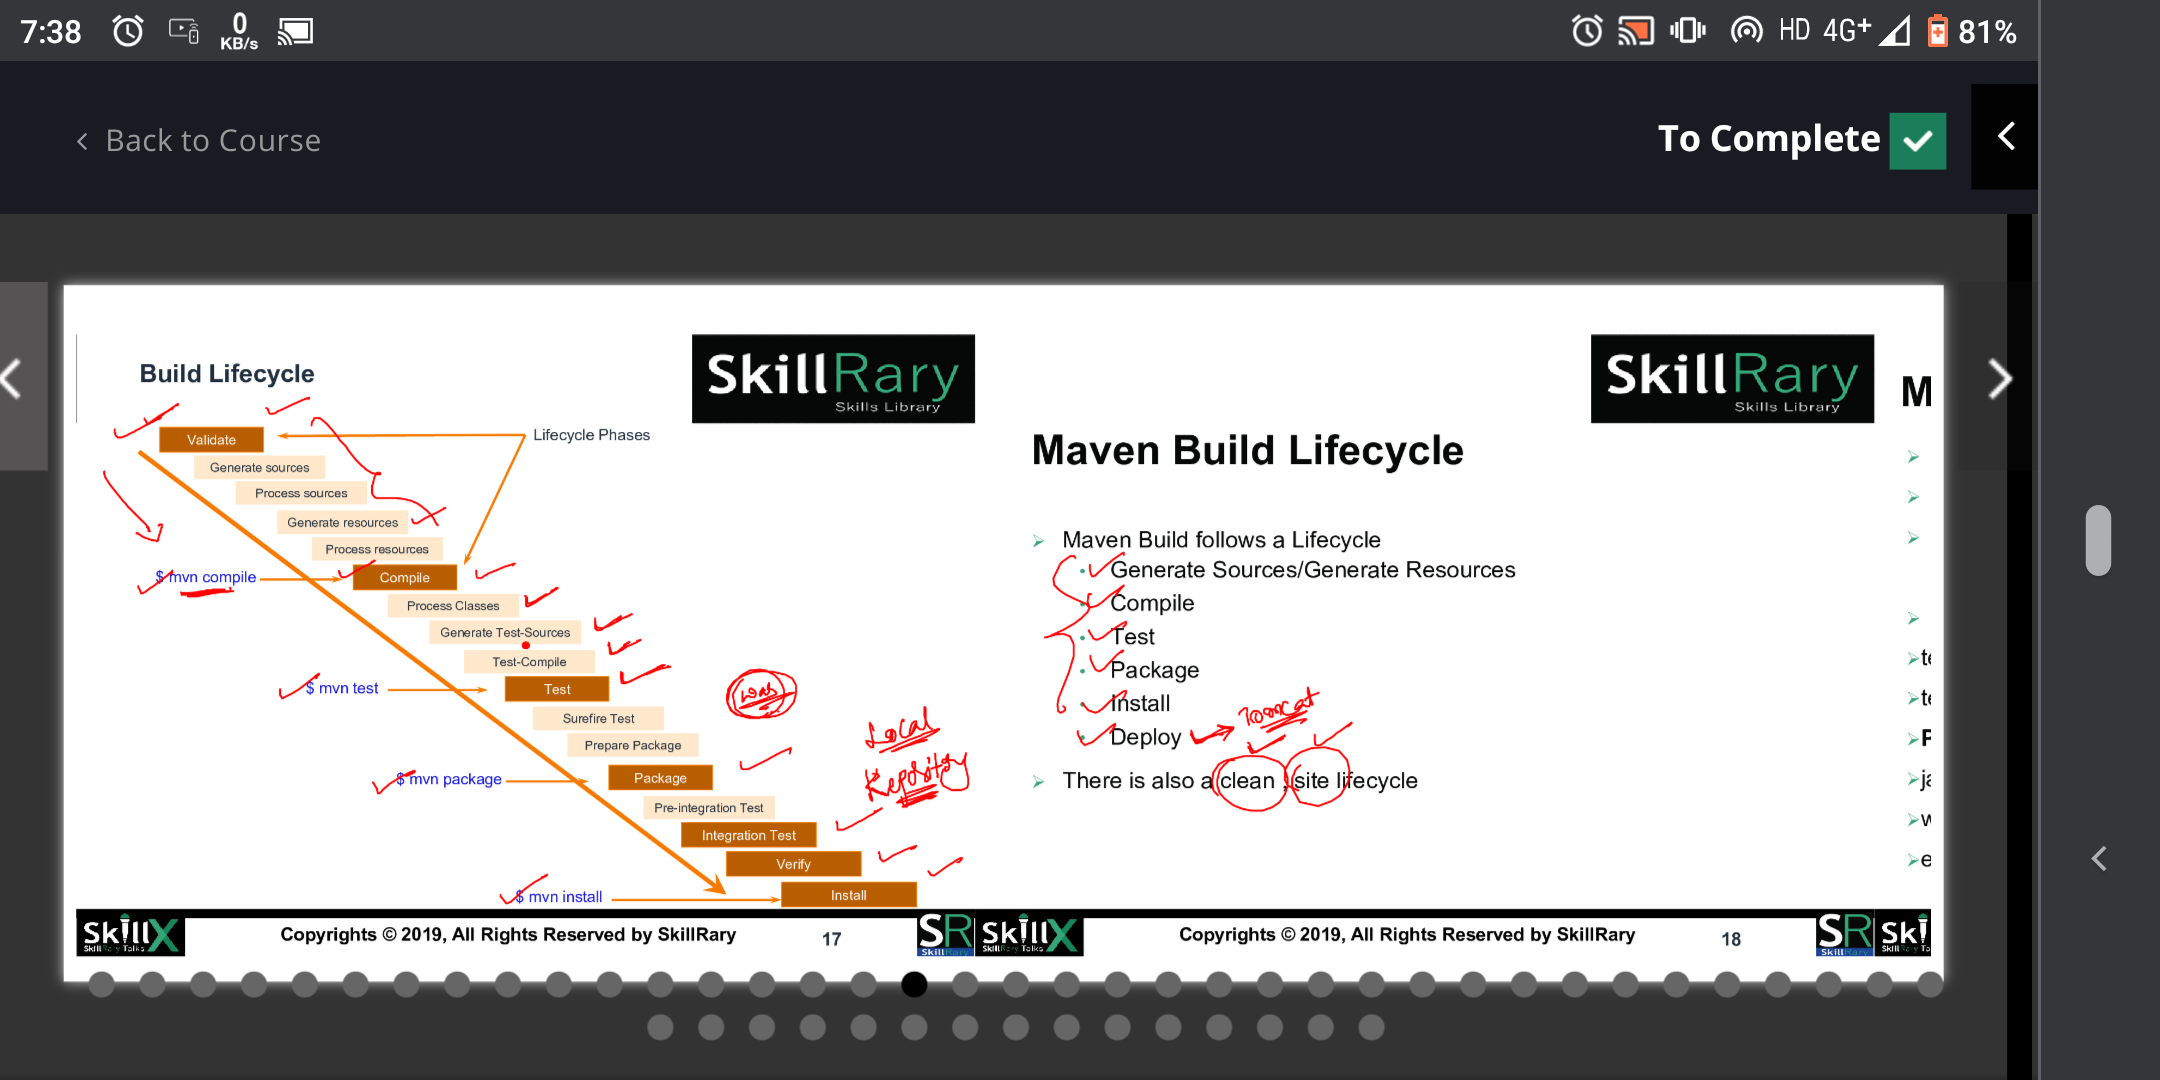 7:38
0
KB/s
HD 4G+ 81%
Back to Course
To Complete
Build Lifecycle
SkillRary
Skills Library
Lifecycle Phases
Validate
Generate sources
Process sources
Generate resources
Process resources
$ mvn compile
Compile
Process Classes
Generate Test-Sources
Test-Compile
$ mvn test
Test
Surefire Test
Prepare Package
$ mvn package
Package
Pre-integration Test
Integration Test
Verify
$ mvn install
Install
Local
Repository
SkillX
Copyrights © 2019, All Rights Reserved by SkillRary
17
SR
SkillRary
Skills Library
Maven Build Lifecycle
Maven Build follows a Lifecycle
Generate Sources/Generate Resources
Compile
Test
Package
Install
Deploy
Tomcat
There is also a clean , site lifecycle
SkillX
Copyrights © 2019, All Rights Reserved by SkillRary
18
SR
Ski
M
te
te
P
ja
w
e